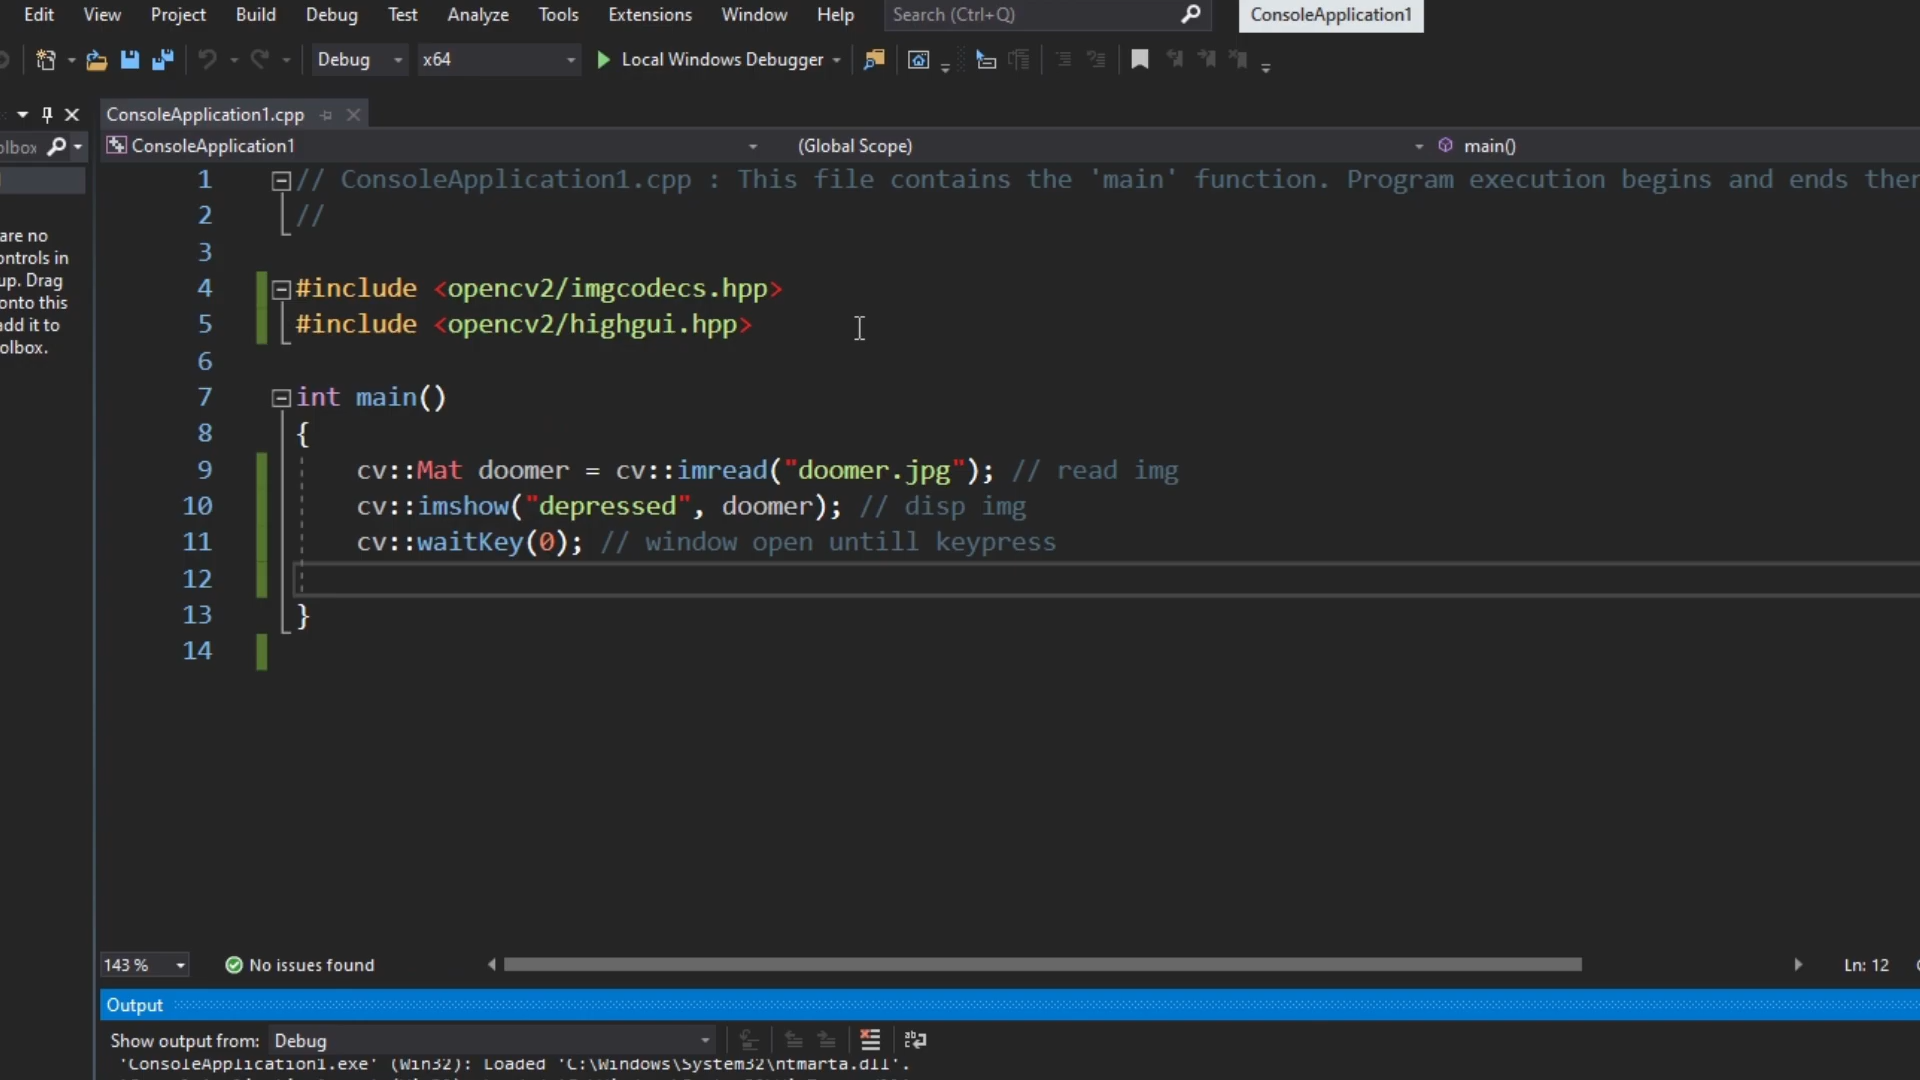 Edit View Project Build Debug Test Analyze Tools Extensions Window Help Search (Ctrl+Q) ConsoleApplication1
Debug x64 Local Windows Debugger
ConsoleApplication1.cpp
olbox
ConsoleApplication1 (Global Scope) main()
are no
ontrols in
up. Drag
onto this
add it to
olbox.
1 // ConsoleApplication1.cpp : This file contains the 'main' function. Program execution begins and ends ther
2 //
3
4 #include <opencv2/imgcodecs.hpp>
5 #include <opencv2/highgui.hpp>
6
7 int main()
8 {
9 cv::Mat doomer = cv::imread("doomer.jpg"); // read img
10 cv::imshow("depressed", doomer); // disp img
11 cv::waitKey(0); // window open untill keypress
12
13 }
14
143 % No issues found Ln: 12
Output
Show output from: Debug
'ConsoleApplication1.exe' (Win32): Loaded 'C:\Windows\System32\ntmarta.dll'.